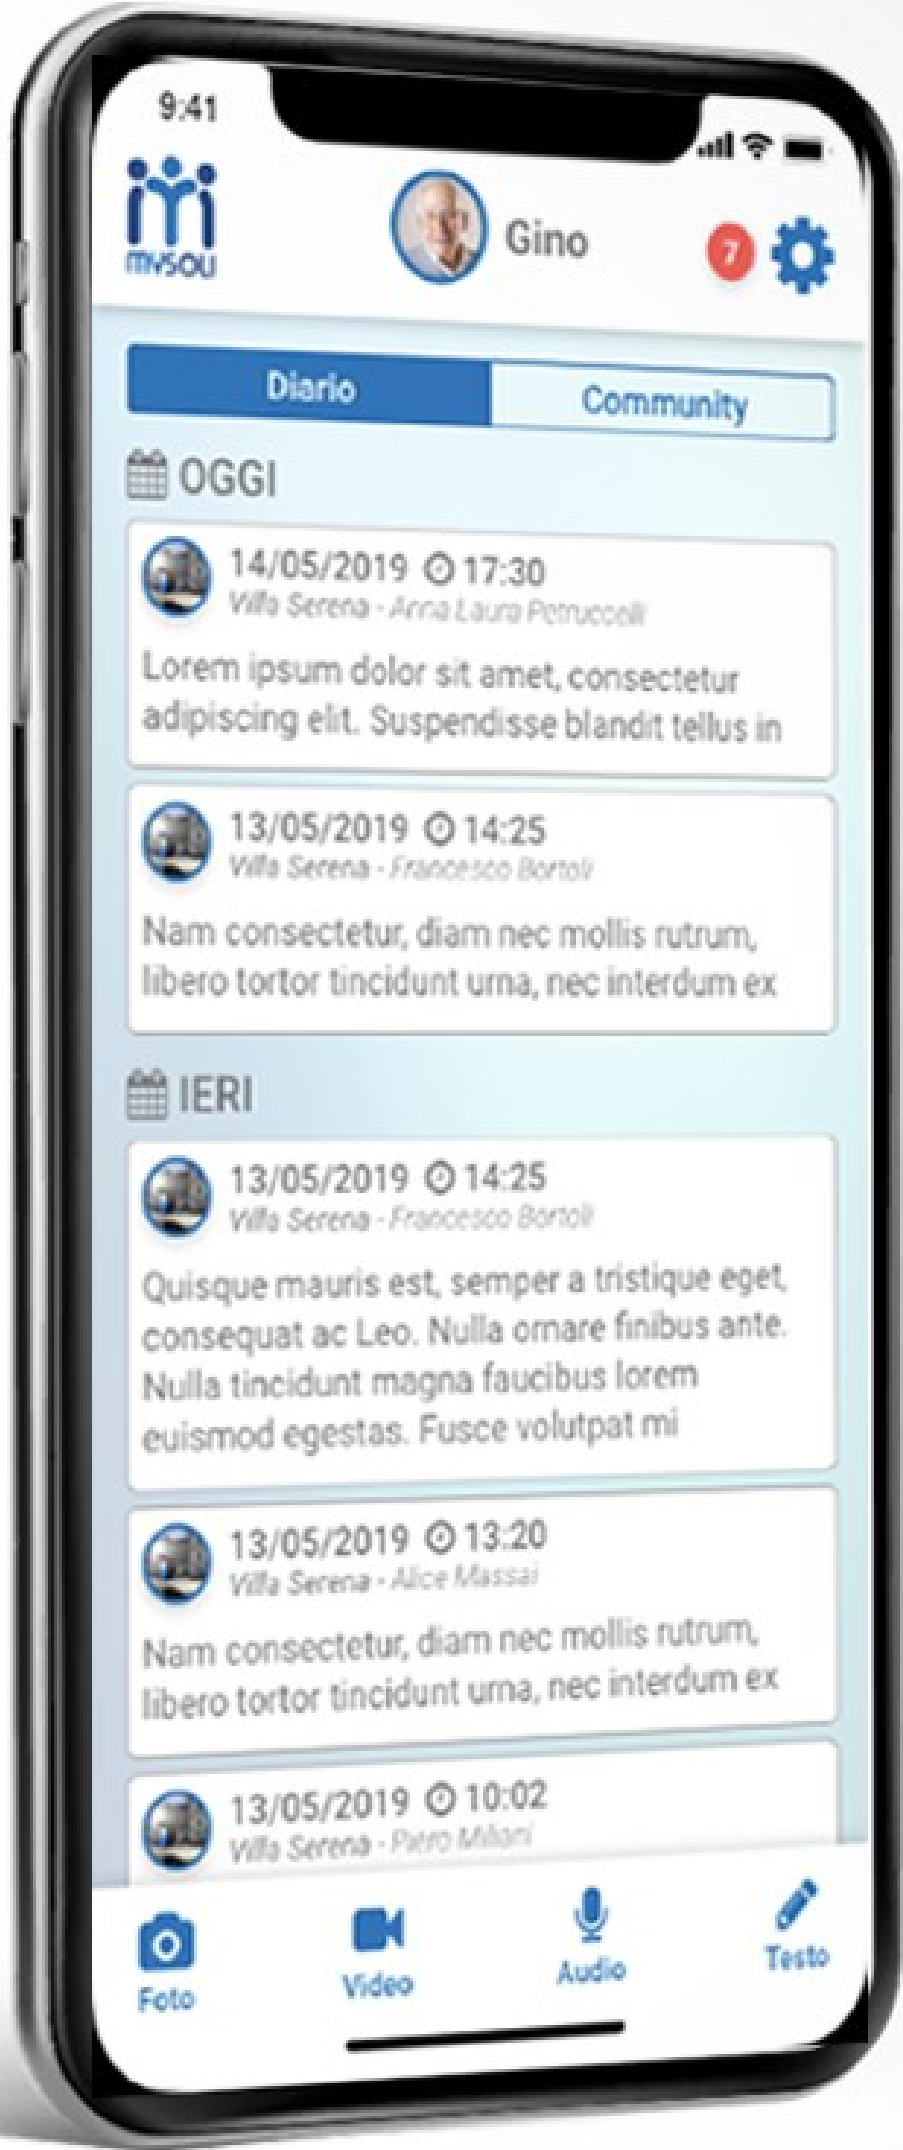 9:41
MYSOLI
Gino
7
Diario
Community
OGGI
14/05/2019 17:30
Villa Serena - Anna Laura Petruccelli
Lorem ipsum dolor sit amet, consectetur
adipiscing elit. Suspendisse blandit tellus in
13/05/2019 14:25
Villa Serena - Francesco Bortoli
Nam consectetur, diam nec mollis rutrum,
libero tortor tincidunt urna, nec interdum ex
IERI
13/05/2019 14:25
Villa Serena - Francesco Bortoli
Quisque mauris est, semper a tristique eget,
consequat ac Leo. Nulla ornare finibus ante.
Nulla tincidunt magna faucibus lorem
euismod egestas. Fusce volutpat mi
13/05/2019 13:20
Villa Serena - Alice Massai
Nam consectetur, diam nec mollis rutrum,
libero tortor tincidunt urna, nec interdum ex
13/05/2019 10:02
Villa Serena - Piero Miliani
Foto
Video
Audio
Testo